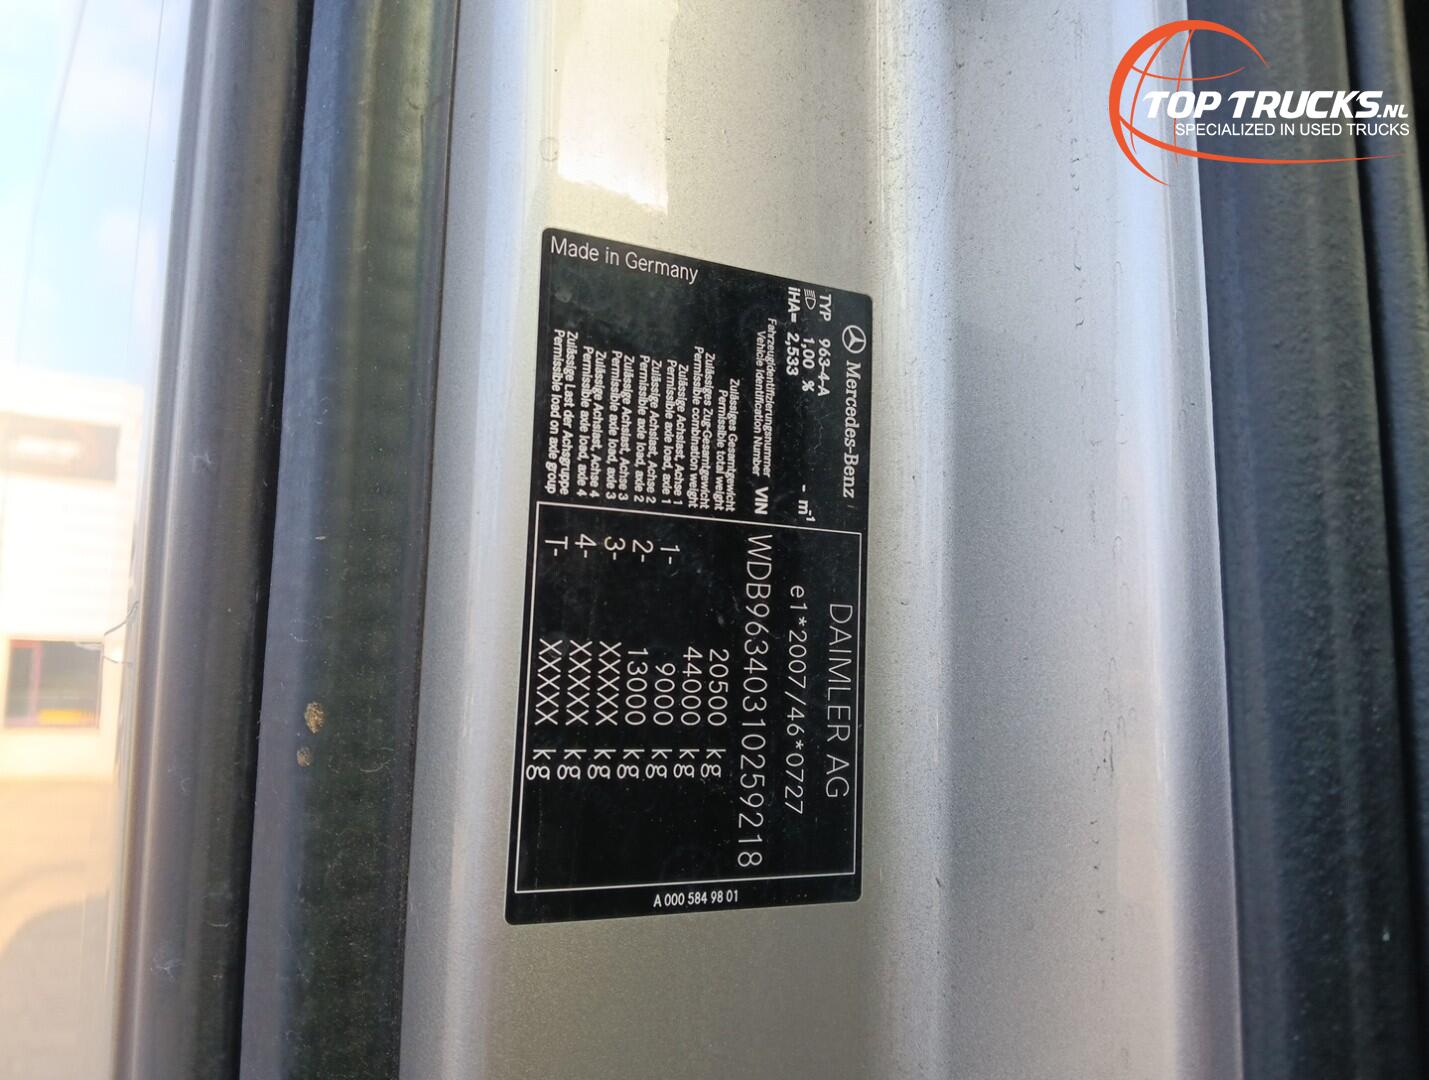 TOP TRUCKS.NL
SPECIALIZED IN USED TRUCKS
Mercedes-Benz
DAIMLER AG
TYP 963-4-A
e1*2007/46*0727
1,00 % - m-1
iHA= 2,533
Fahrzeugidentifizierungsnummer
Vehicle Identification Number VIN
WDB96340310259218
Zulässiges Gesamtgewicht
Permissible total weight
20500 kg
Zulässiges Zug-Gesamtgewicht
Permissible combination weight
44000 kg
Zulässige Achslast, Achse 1
Permissible axle load, axle 1
1- 9000 kg
Zulässige Achslast, Achse 2
Permissible axle load, axle 2
2- 13000 kg
Zulässige Achslast, Achse 3
Permissible axle load, axle 3
3- XXXXX kg
Zulässige Achslast, Achse 4
Permissible axle load, axle 4
4- XXXXX kg
Zulässige Last der Achsgruppe
Permissible load on axle group
T- XXXXX kg
Made in Germany
A 000 584 98 01